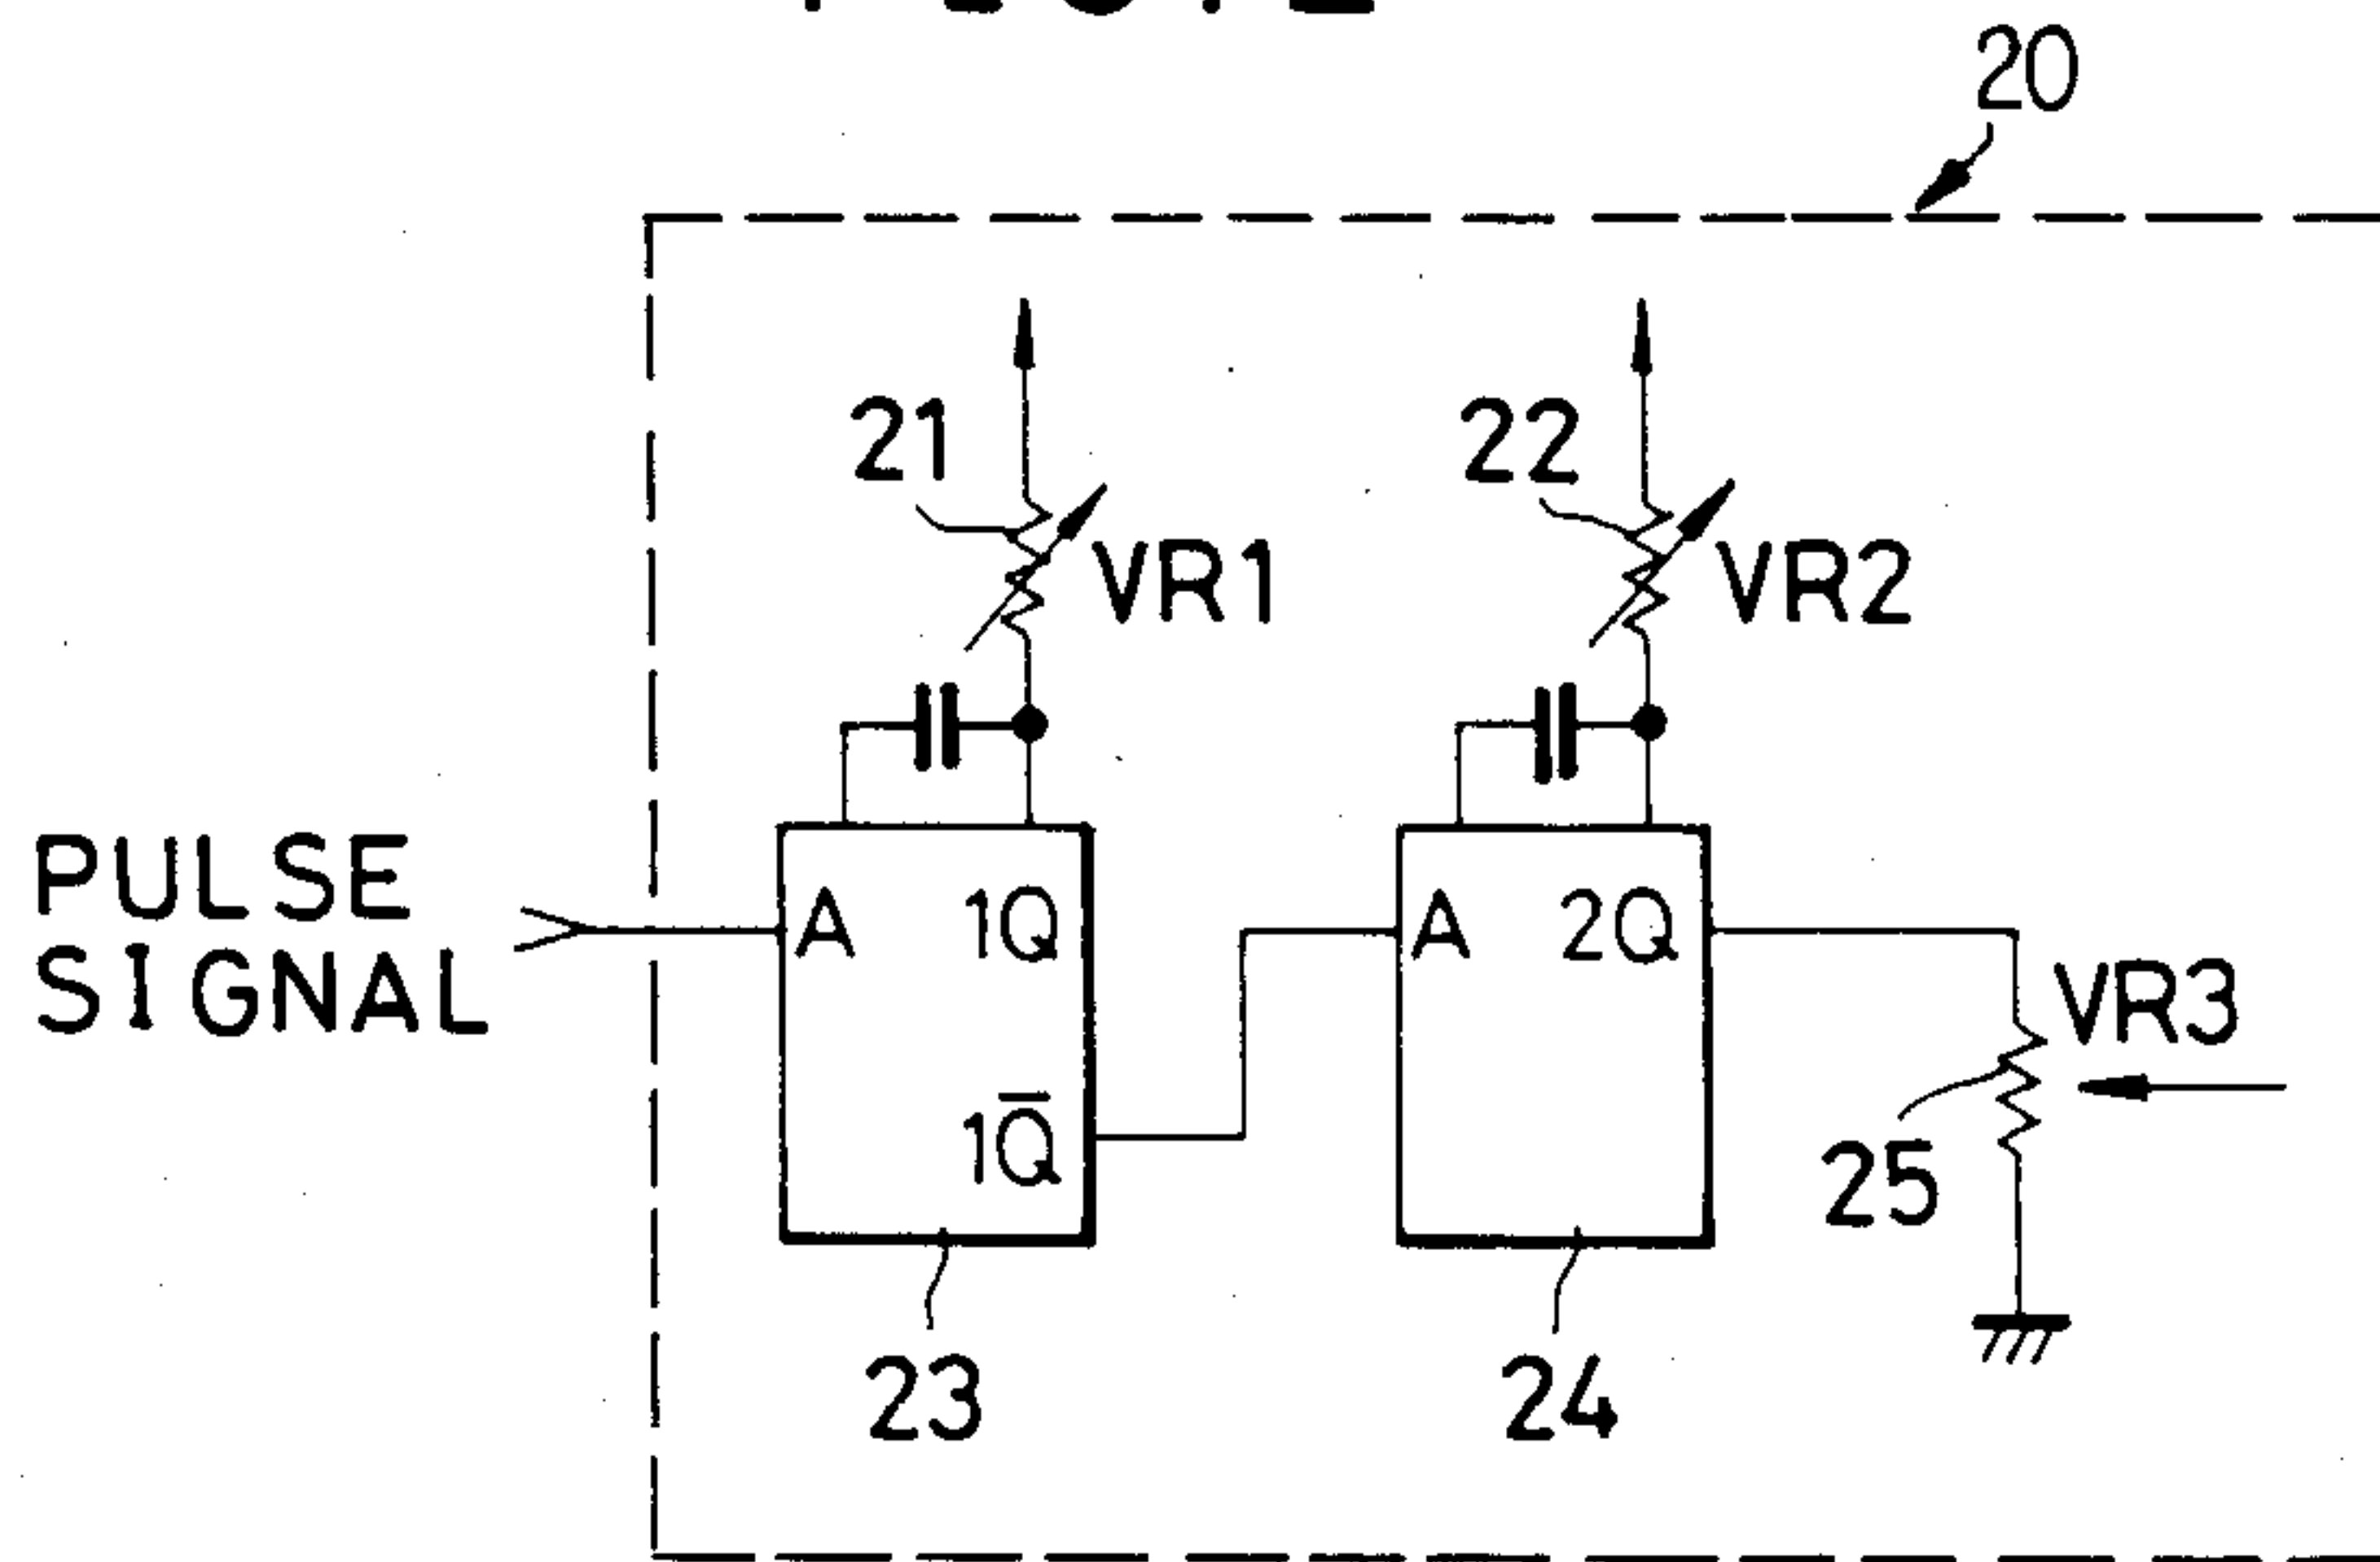 20
21
22
VR1
VR2
PULSE
SIGNAL
A 1Q
A 2Q
VR3
1Q̅
25
23
24